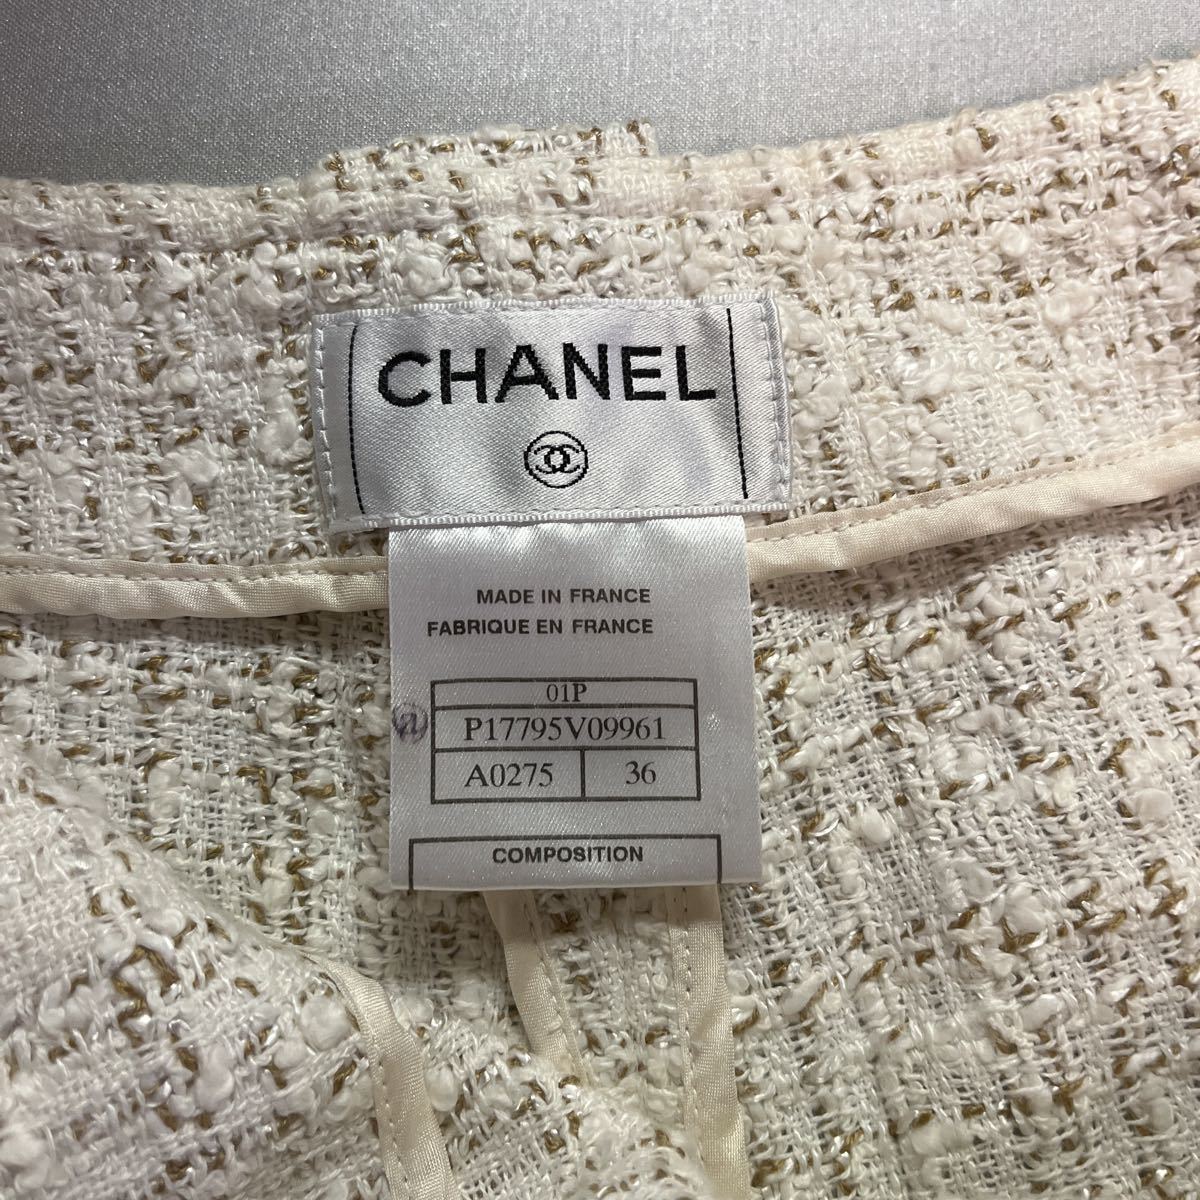 CHANEL
MADE IN FRANCE
FABRIQUE EN FRANCE
01P
P17795V09961
A0275 36
COMPOSITION